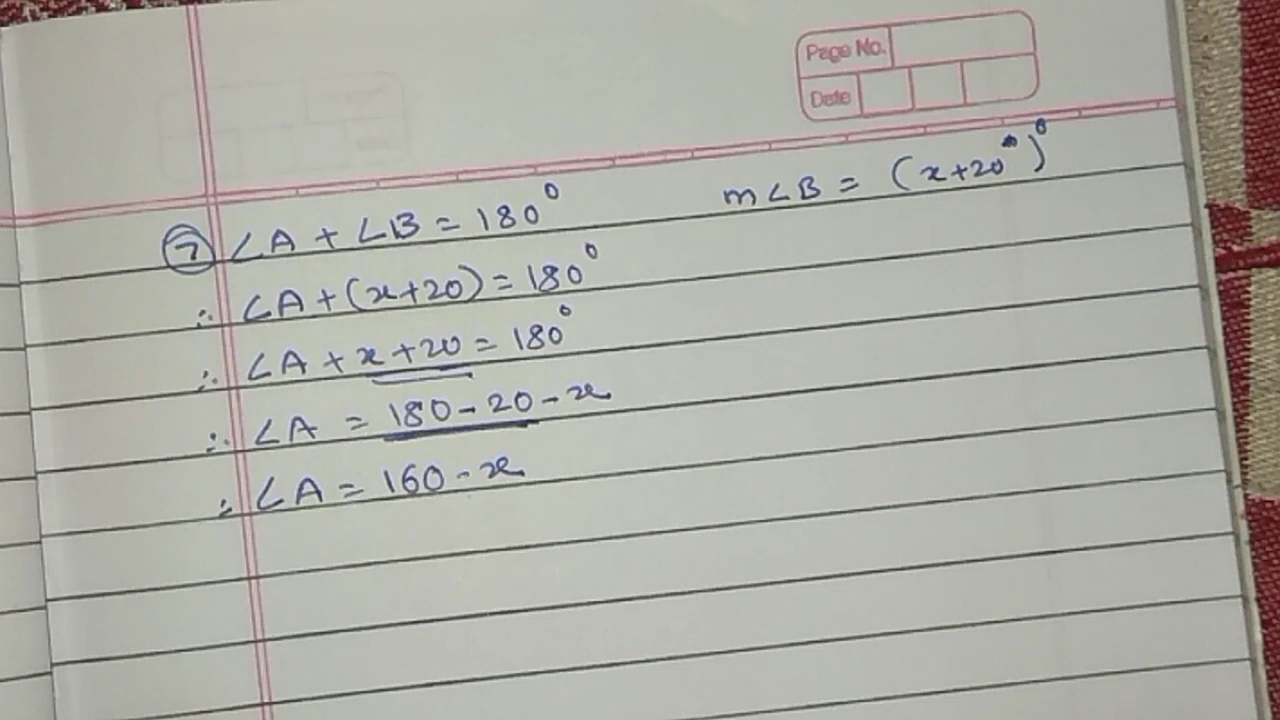 Page No.
Date
m∠B = (x+20°)°
⑦ ∠A + ∠B = 180°
∴ ∠A + (x+20) = 180°
∴ ∠A + x + 20 = 180°
∴ ∠A = 180 - 20 - x
∴ ∠A = 160 - x